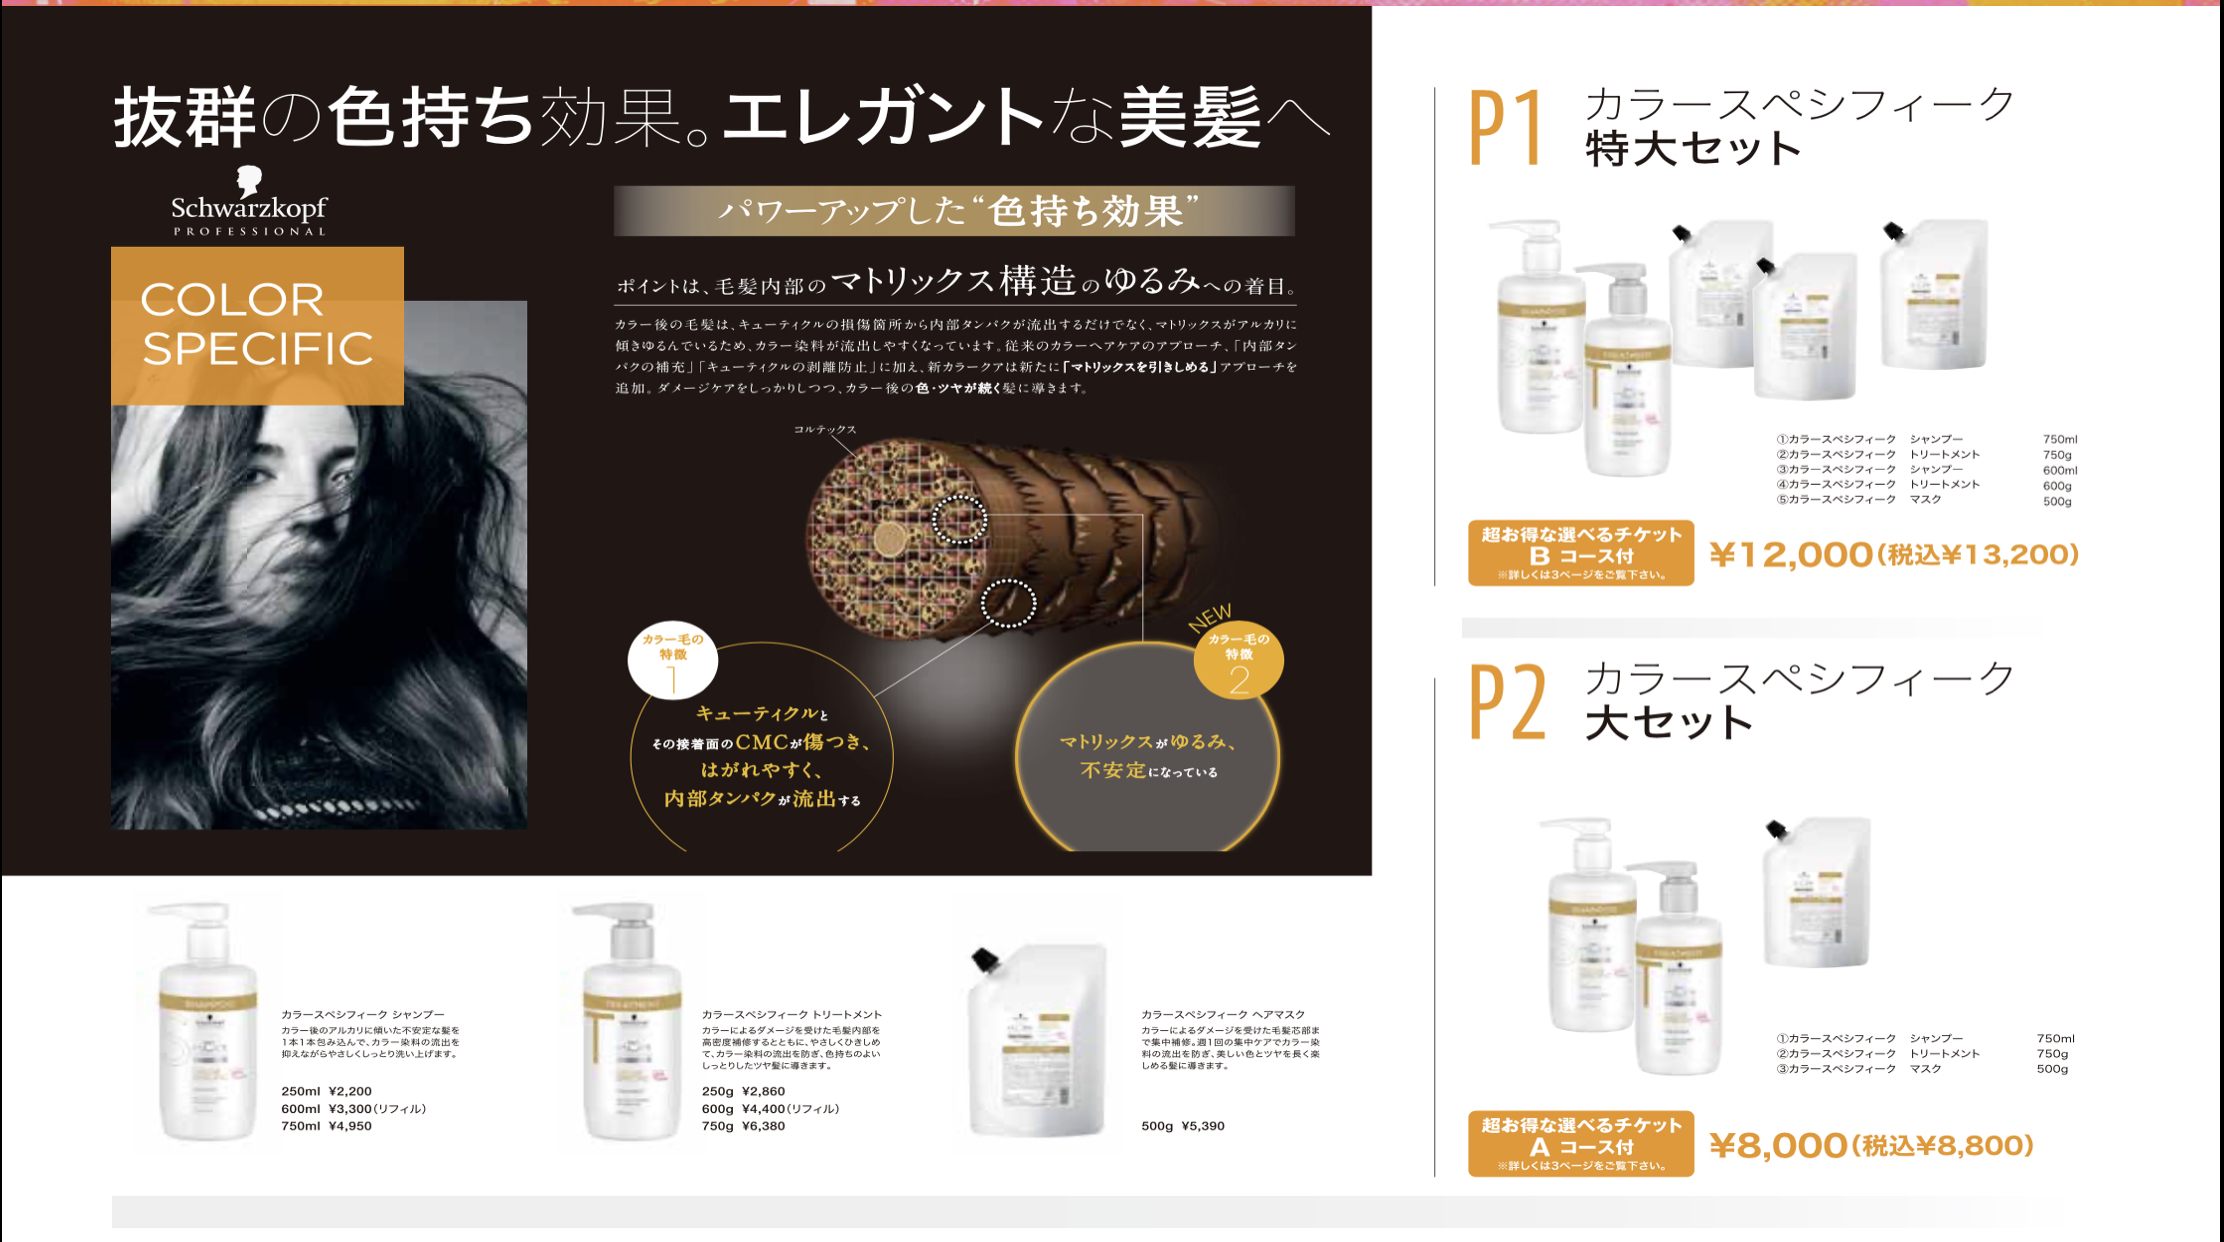 抜群の色持ち効果。エレガントな美髪へ
Schwarzkopf
PROFESSIONAL
COLOR
SPECIFIC
パワーアップした“色持ち効果”
ポイントは、毛髪内部のマトリックス構造のゆるみへの着目。
カラー後の毛髪は、キューティクルの損傷箇所から内部タンパクが流出するだけでなく、マトリックスがアルカリに
傾きゆるんでいるため、カラー染料が流出しやすくなっています。従来のカラーヘアケアのアプローチ、「内部タン
パクの補充」「キューティクルの剥離防止」に加え、新カラークアは新たに「マトリックスを引きしめる」アプローチを
追加。ダメージケアをしっかりしつつ、カラー後の色・ツヤが続く髪に導きます。
コルテックス
カラー毛の
特徴
1
キューティクルと
その接着面のCMCが傷つき、
はがれやすく、
内部タンパクが流出する
NEW
カラー毛の
特徴
2
マトリックスがゆるみ、
不安定になっている
カラースペシフィーク シャンプー
カラー後のアルカリに傾いた不安定な髪を
1本1本包み込んで、カラー染料の流出を
抑えながらやさしくしっとり洗い上げます。
250ml ¥2,200
600ml ¥3,300(リフィル)
750ml ¥4,950
カラースペシフィーク トリートメント
カラーによるダメージを受けた毛髪内部を
高密度補修するとともに、やさしくひきしめ
て、カラー染料の流出を防ぎ、色持ちのよい
しっとりしたツヤ髪に導きます。
250g ¥2,860
600g ¥4,400(リフィル)
750g ¥6,380
カラースペシフィーク ヘアマスク
カラーによるダメージを受けた毛髪芯部ま
で集中補修。週1回の集中ケアでカラー染
料の流出を防ぎ、美しい色とツヤを長く楽
しめる髪に導きます。
500g ¥5,390
P1 カラースペシフィーク
特大セット
①カラースペシフィーク シャンプー 750ml
②カラースペシフィーク トリートメント 750g
③カラースペシフィーク シャンプー 600ml
④カラースペシフィーク トリートメント 600g
⑤カラースペシフィーク マスク 500g
超お得な選べるチケット
B コース付
※詳しくは3ページをご覧下さい。
¥12,000(税込¥13,200)
P2 カラースペシフィーク
大セット
①カラースペシフィーク シャンプー 750ml
②カラースペシフィーク トリートメント 750g
③カラースペシフィーク マスク 500g
超お得な選べるチケット
A コース付
※詳しくは3ページをご覧下さい。
¥8,000(税込¥8,800)